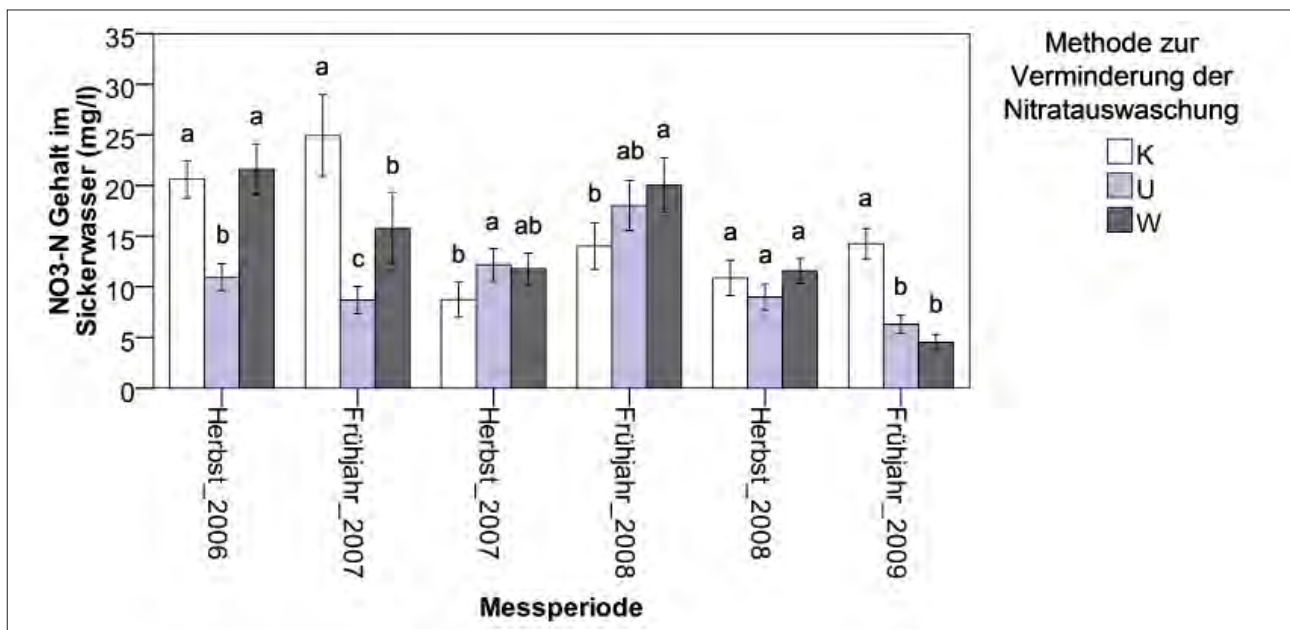 NO3-N Gehalt im
Sickerwasser (mg/l)
35
30
25
20
15
10
5
0
a
b
a
a
c
b
b
a
ab
b
ab
a
a
a
a
a
b
b
Herbst_2006
Frühjahr_2007
Herbst_2007
Frühjahr_2008
Herbst_2008
Frühjahr_2009
Messperiode
Methode zur
Verminderung der
Nitratauswaschung
K
U
W